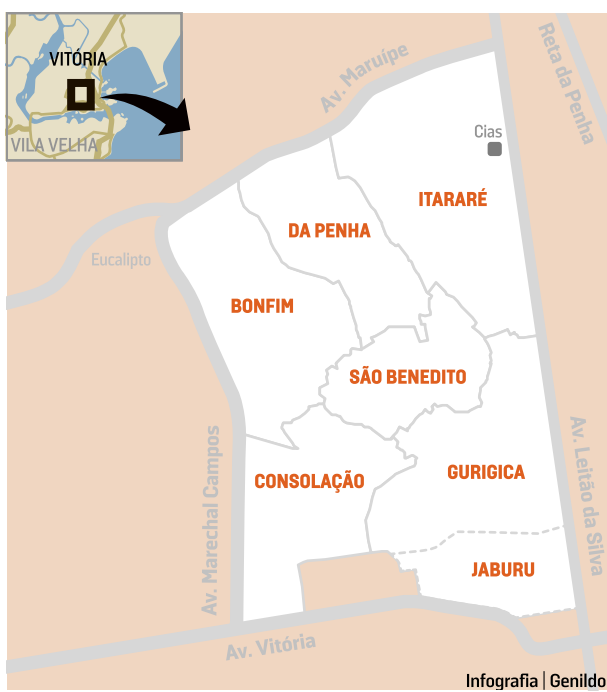 VITÓRIA
VILA VELHA
Av. Maruípe
Reta da Penha
Cias
ITARARÉ
DA PENHA
Eucalipto
BONFIM
SÃO BENEDITO
CONSOLAÇÃO
GURIGICA
Av. Marechal Campos
Av. Leitão da Silva
JABURU
Av. Vitória
Infografia | Genildo